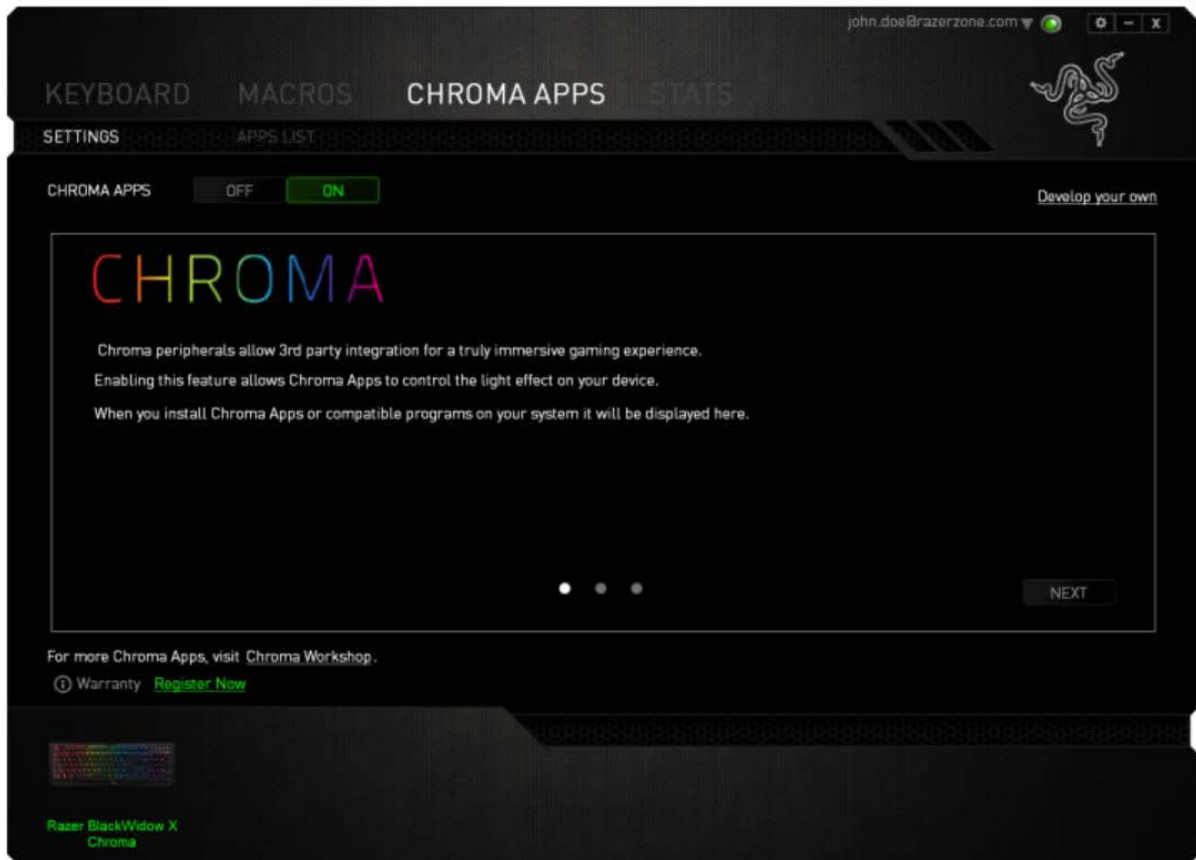 john.doe@razerzone.com
KEYBOARD MACROS CHROMA APPS STATS
SETTINGS APPS LIST
CHROMA APPS OFF ON
Develop your own
CHROMA
Chroma peripherals allow 3rd party integration for a truly immersive gaming experience.
Enabling this feature allows Chroma Apps to control the light effect on your device.
When you install Chroma Apps or compatible programs on your system it will be displayed here.
NEXT
For more Chroma Apps, visit Chroma Workshop.
Warranty Register Now
Razer BlackWidow X
Chroma